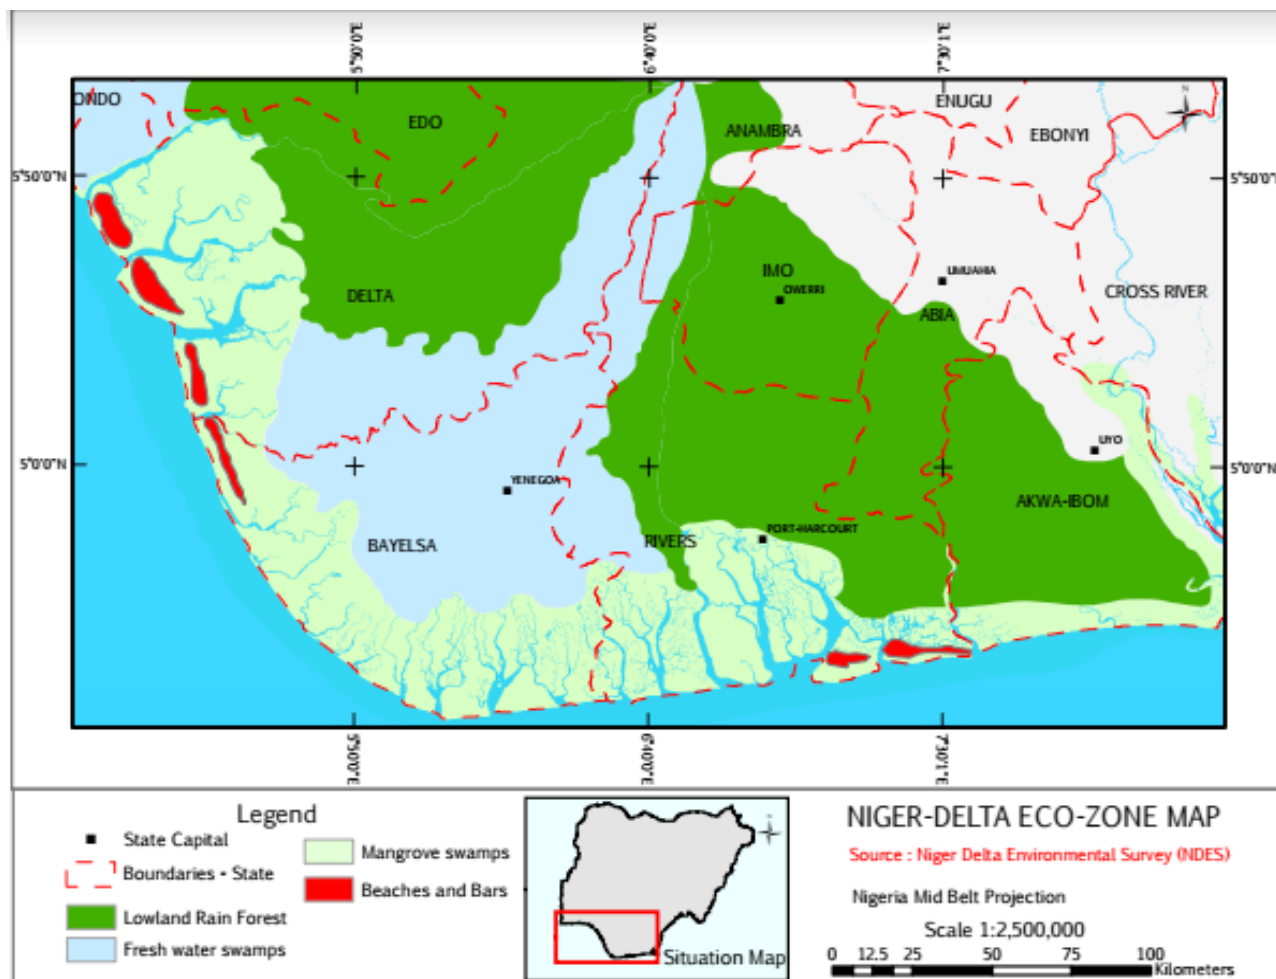 5°50'0"E
6°40'0"E
7°30'1"E
ONDO
EDO
ANAMBRA
ENUGU
EBONYI
N
5°50'0"N
5°50'0"N
IMO
OWERRI
UMUAHIA
DELTA
ABIA
CROSS RIVER
UYO
5°0'0"N
5°0'0"N
YENEGOA
AKWA-IBOM
BAYELSA
RIVERS
PORT-HARCOURT
5°50'0"E
6°40'0"E
7°30'1"E
Legend
State Capital
Boundaries - State
Lowland Rain Forest
Fresh water swamps
Mangrove swamps
Beaches and Bars
Situation Map
NIGER-DELTA ECO-ZONE MAP
Source : Niger Delta Environmental Survey (NDES)
Nigeria Mid Belt Projection
Scale 1:2,500,000
0 12.5 25 50 75 100
Kilometers